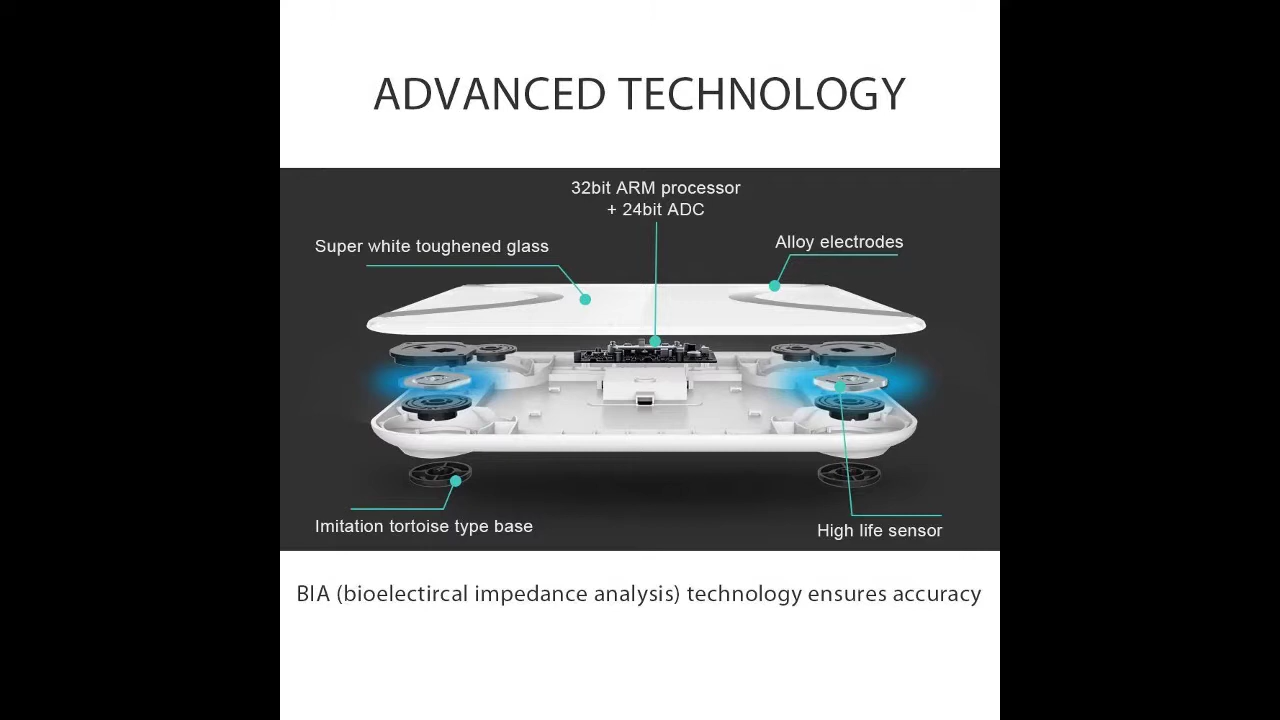 ADVANCED TECHNOLOGY
32bit ARM processor
+ 24bit ADC
Super white toughened glass
Alloy electrodes
Imitation tortoise type base
High life sensor
BIA (bioelectircal impedance analysis) technology ensures accuracy